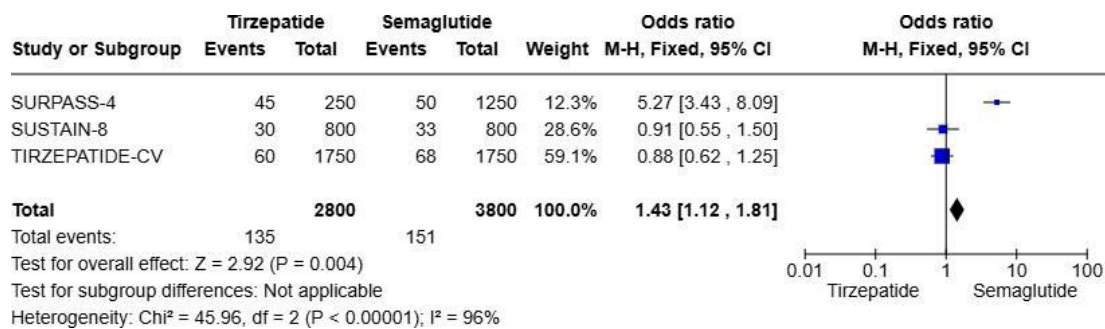 Tirzepatide Semaglutide Odds ratio Odds ratio
Study or Subgroup Events Total Events Total Weight M-H, Fixed, 95% CI M-H, Fixed, 95% CI
SURPASS-4 45 250 50 1250 12.3% 5.27 [3.43 , 8.09]
SUSTAIN-8 30 800 33 800 28.6% 0.91 [0.55 , 1.50]
TIRZEPATIDE-CV 60 1750 68 1750 59.1% 0.88 [0.62 , 1.25]
Total 2800 3800 100.0% 1.43 [1.12 , 1.81]
Total events: 135 151
Test for overall effect: Z = 2.92 (P = 0.004)
Test for subgroup differences: Not applicable
Heterogeneity: Chi² = 45.96, df = 2 (P < 0.00001); I² = 96%
0.01 0.1 1 10 100
Tirzepatide Semaglutide